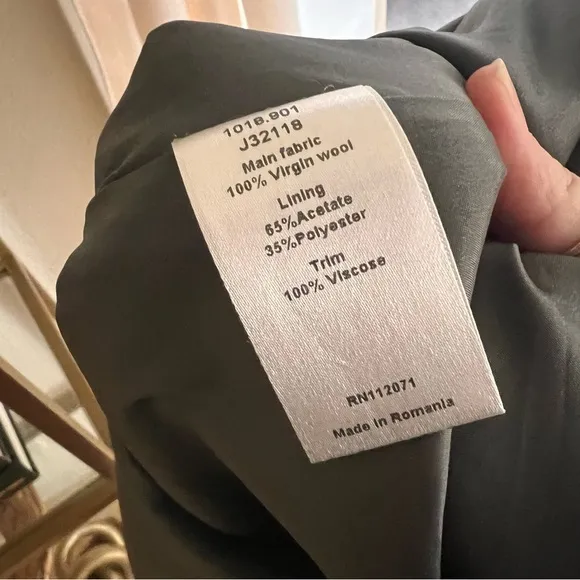 1018.901
J32118
Main fabric
100% Virgin wool
Lining
65%Acetate
35%Polyester
Trim
100% Viscose
RN112071
Made in Romania